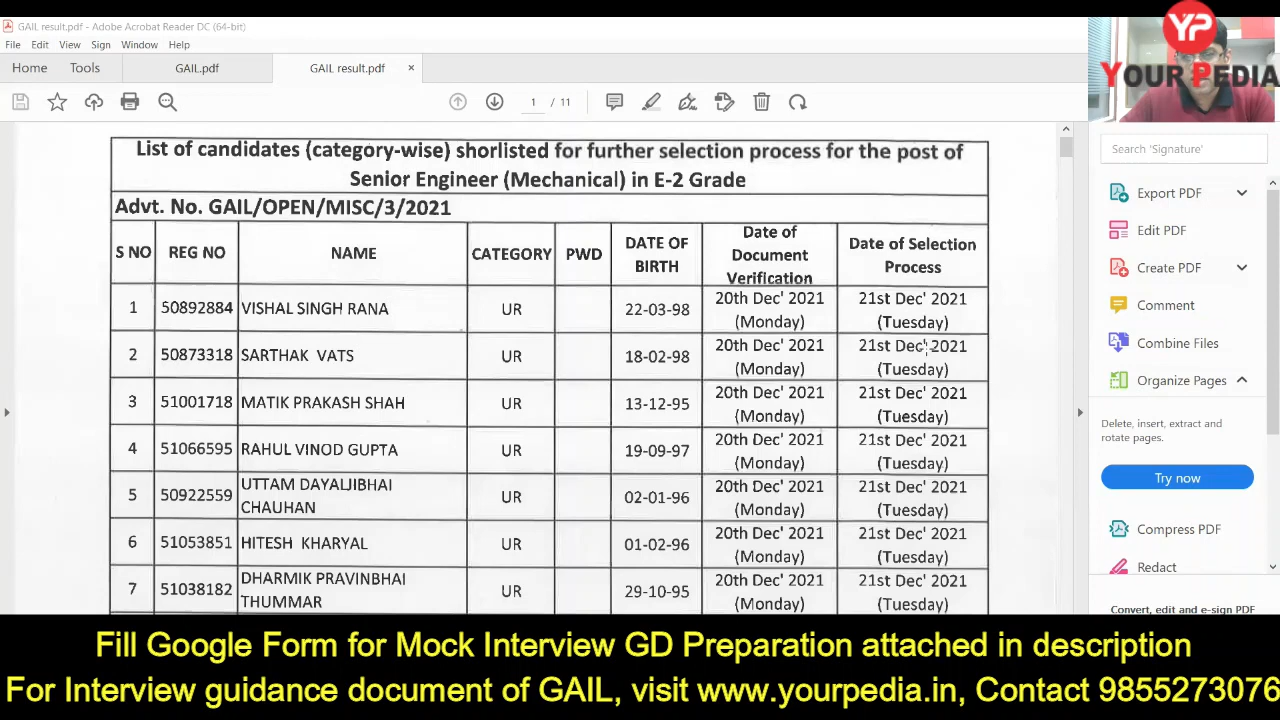 GAIL result.pdf - Adobe Acrobat Reader DC (64-bit)
File Edit View Sign Window Help
Home Tools GAIL.pdf GAIL result.pdf ×
1 / 11
YP
YOUR PEDIA
Search 'Signature'
Export PDF
Edit PDF
Create PDF
Comment
Combine Files
Organize Pages
Delete, insert, extract and
rotate pages.
Try now
Compress PDF
Redact
Convert, edit and e-sign PDF
List of candidates (category-wise) shorlisted for further selection process for the post of
Senior Engineer (Mechanical) in E-2 Grade
Advt. No. GAIL/OPEN/MISC/3/2021
S NO REG NO NAME CATEGORY PWD DATE OF BIRTH Date of Document Verification Date of Selection Process
1 50892884 VISHAL SINGH RANA UR 22-03-98 20th Dec' 2021 (Monday) 21st Dec' 2021 (Tuesday)
2 50873318 SARTHAK VATS UR 18-02-98 20th Dec' 2021 (Monday) 21st Dec' 2021 (Tuesday)
3 51001718 MATIK PRAKASH SHAH UR 13-12-95 20th Dec' 2021 (Monday) 21st Dec' 2021 (Tuesday)
4 51066595 RAHUL VINOD GUPTA UR 19-09-97 20th Dec' 2021 (Monday) 21st Dec' 2021 (Tuesday)
5 50922559 UTTAM DAYALJIBHAI CHAUHAN UR 02-01-96 20th Dec' 2021 (Monday) 21st Dec' 2021 (Tuesday)
6 51053851 HITESH KHARYAL UR 01-02-96 20th Dec' 2021 (Monday) 21st Dec' 2021 (Tuesday)
7 51038182 DHARMIK PRAVINBHAI THUMMAR UR 29-10-95 20th Dec' 2021 (Monday) 21st Dec' 2021 (Tuesday)
Fill Google Form for Mock Interview GD Preparation attached in description
For Interview guidance document of GAIL, visit www.yourpedia.in, Contact 9855273076